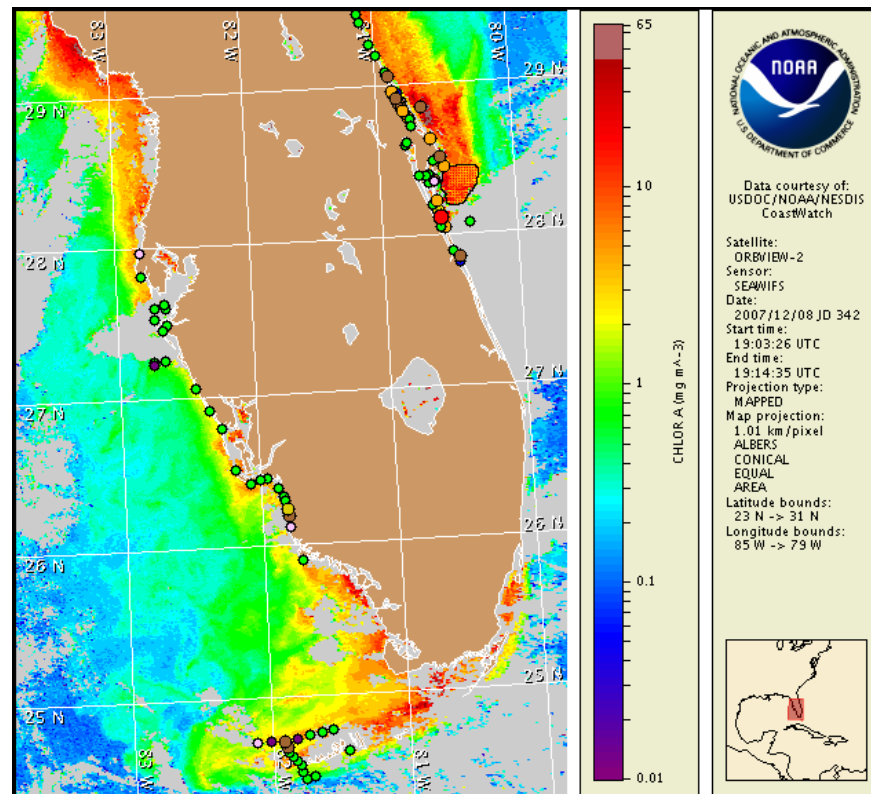 83 W
82 W
81 W
80 W
29 N
29 N
28 N
28 N
27 N
27 N
26 N
26 N
25 N
25 N
83 W
82 W
81 W
65
10
1
0.1
0.01
CHLOR A (mg m^-3)
NATIONAL OCEANIC AND ATMOSPHERIC ADMINISTRATION
NOAA
U.S. DEPARTMENT OF COMMERCE
Data courtesy of:
USDOC/NOAA/NESDIS
CoastWatch
Satellite:
ORBVIEW-2
Sensor:
SEAWIFS
Date:
2007/12/08 JD 342
Start time:
19:03:26 UTC
End time:
19:14:35 UTC
Projection type:
MAPPED
Map projection:
1.01 km/pixel
ALBERS
CONICAL
EQUAL
AREA
Latitude bounds:
23 N -> 31 N
Longitude bounds:
85 W -> 79 W